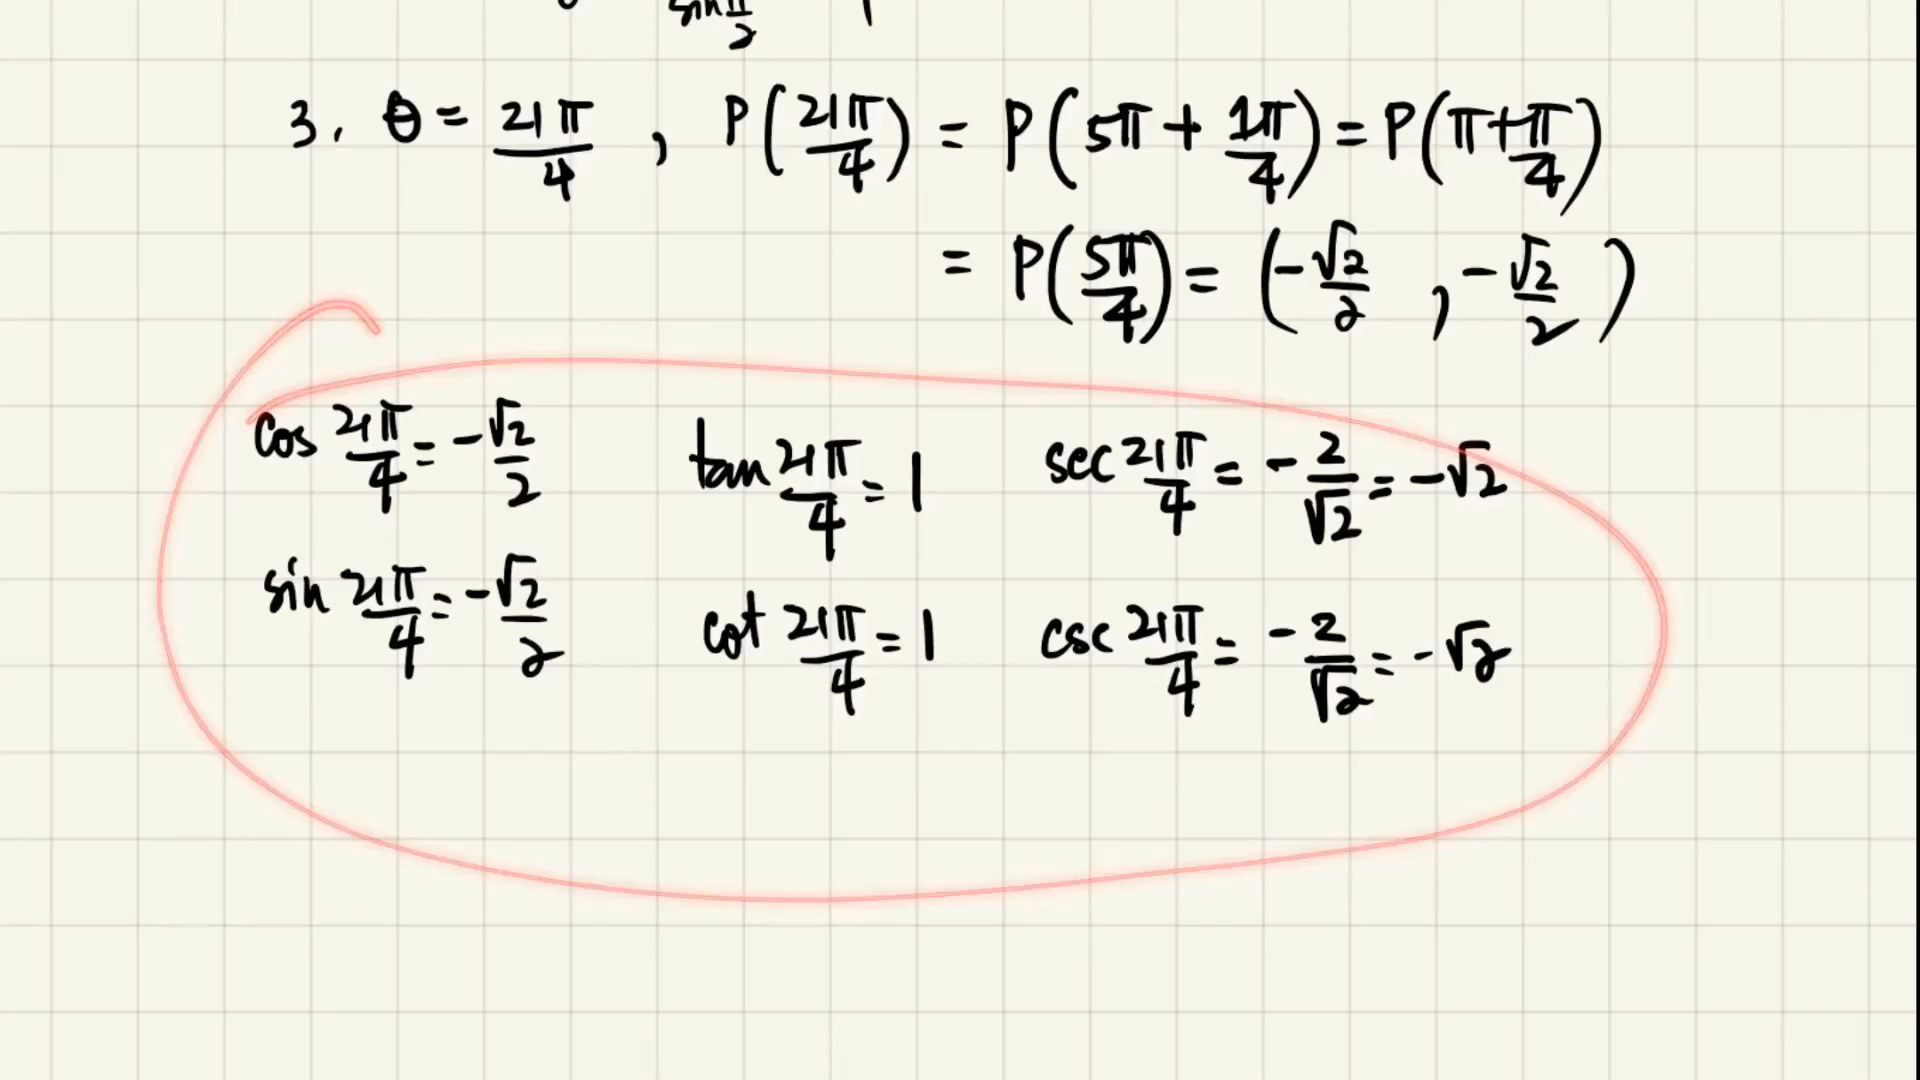 sin π/2
3. θ = 21π/4 , P(21π/4) = P(5π + 1π/4) = P(π+π/4)
= P(5π/4) = (-√2/2 , -√2/2)
cos 21π/4 = -√2/2 tan 21π/4 = 1 sec 21π/4 = -2/√2 = -√2
sin 21π/4 = -√2/2 cot 21π/4 = 1 csc 21π/4 = -2/√2 = -√2